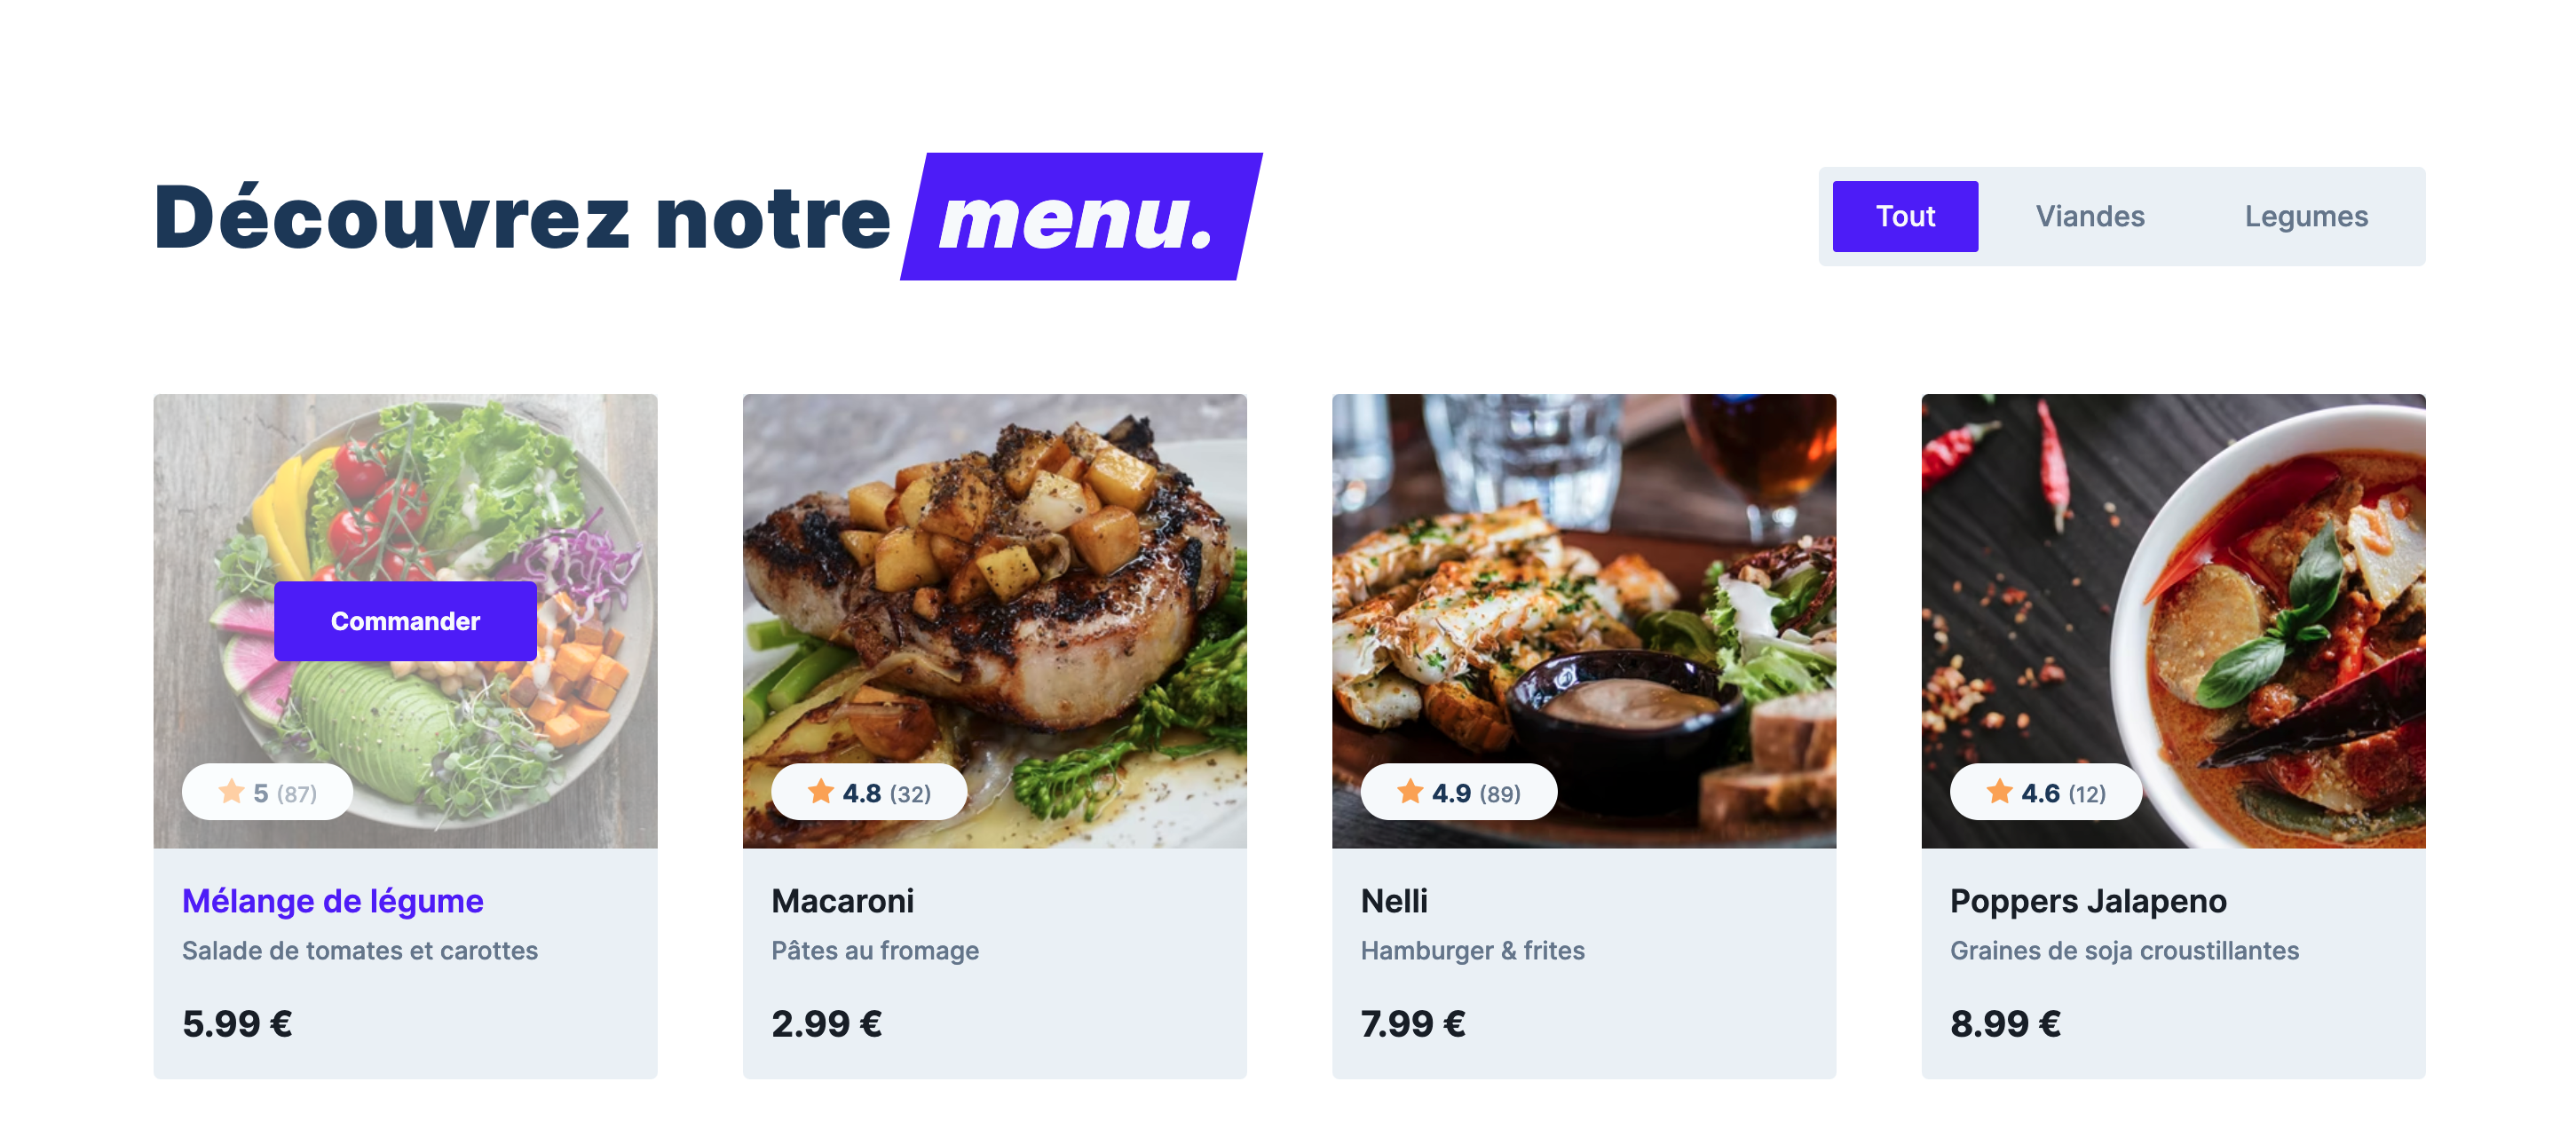 Découvrez notre menu.
Tout
Viandes
Legumes
Commander
5 (87)
Mélange de légume
Salade de tomates et carottes
5.99 €
4.8 (32)
Macaroni
Pâtes au fromage
2.99 €
4.9 (89)
Nelli
Hamburger & frites
7.99 €
4.6 (12)
Poppers Jalapeno
Graines de soja croustillantes
8.99 €